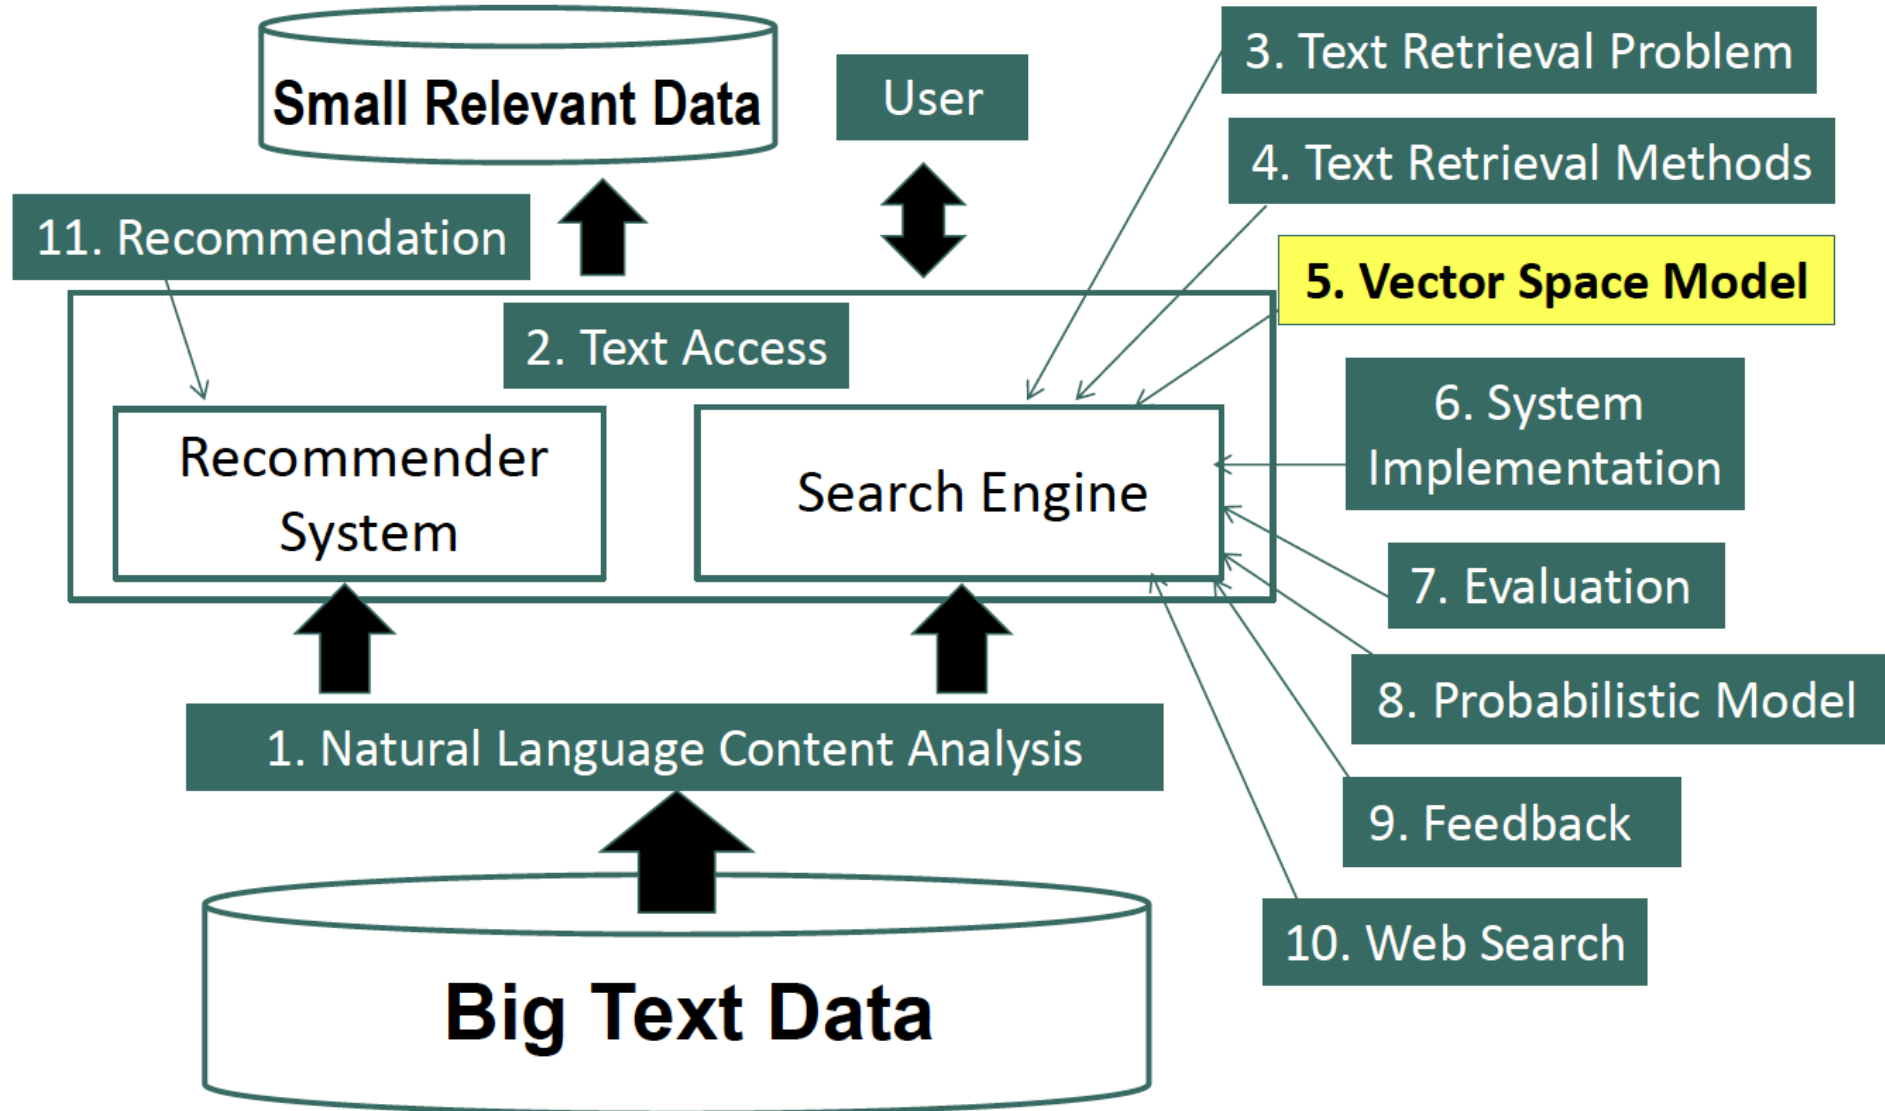 Small Relevant Data
User
3. Text Retrieval Problem
4. Text Retrieval Methods
11. Recommendation
5. Vector Space Model
2. Text Access
6. System
Implementation
Recommender
System
Search Engine
7. Evaluation
8. Probabilistic Model
1. Natural Language Content Analysis
9. Feedback
10. Web Search
Big Text Data